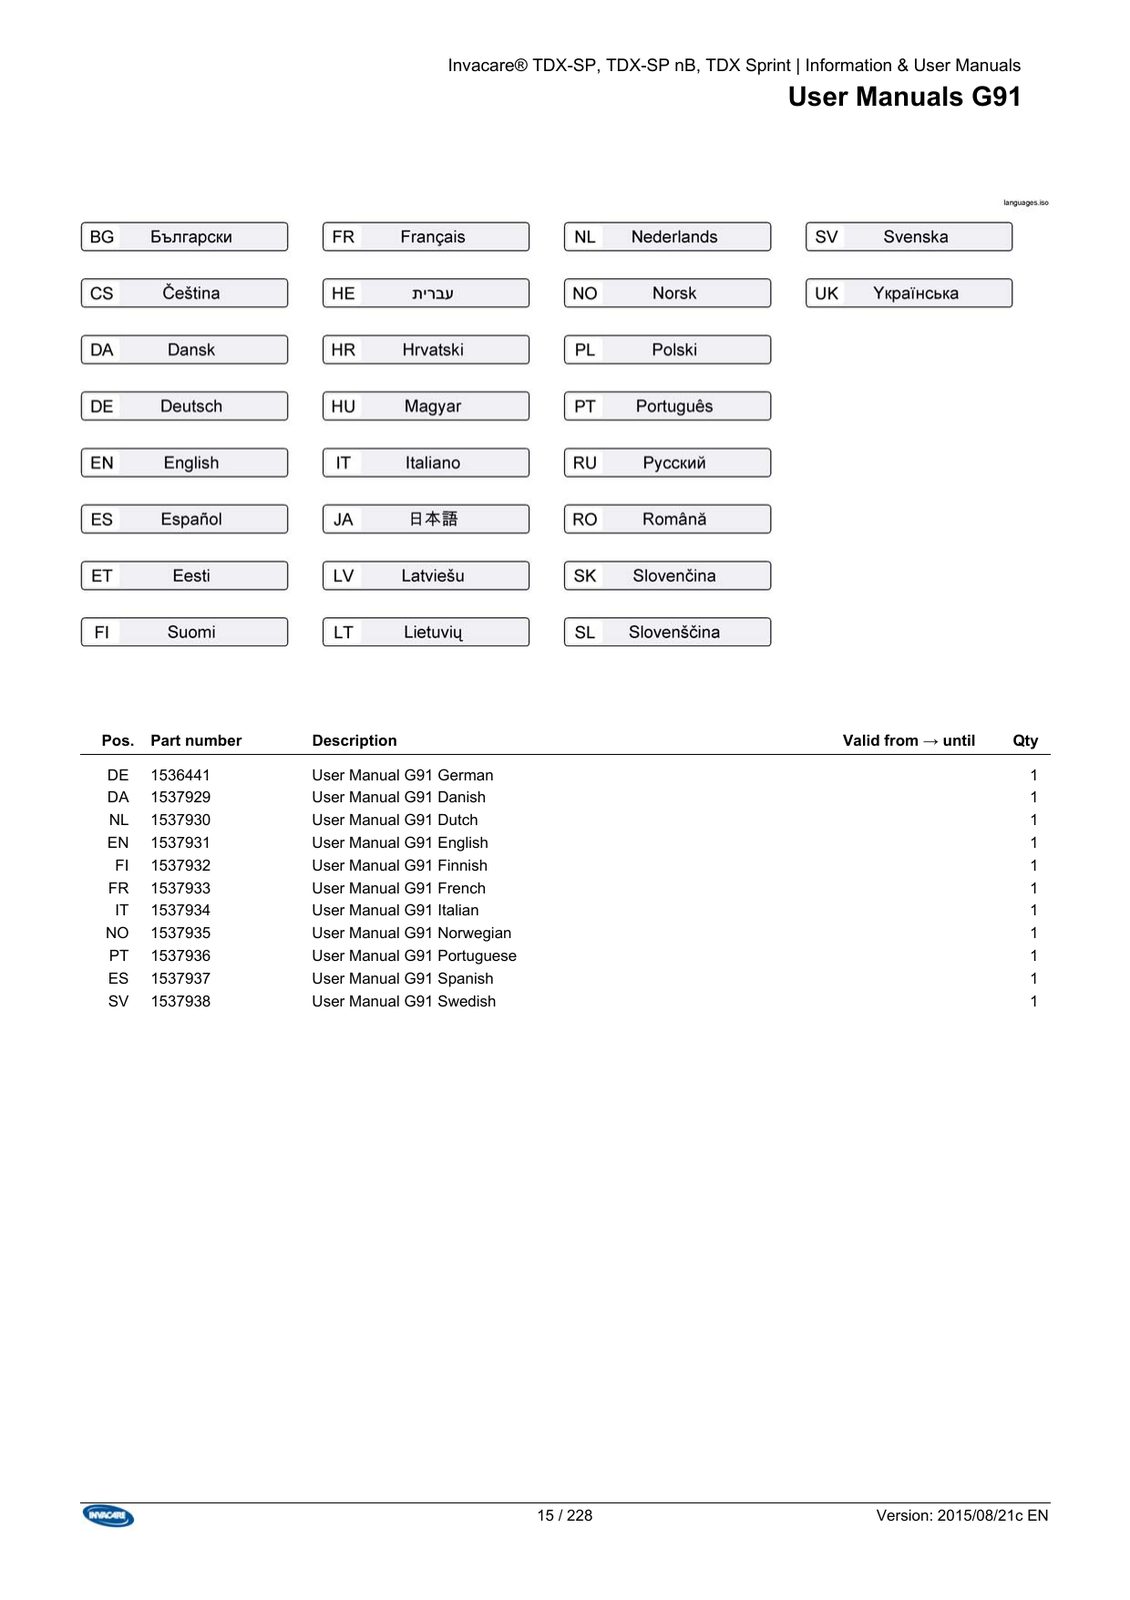 Invacare® TDX-SP, TDX-SP nB, TDX Sprint | Information & User Manuals
User Manuals G91
languages.iso
BG Български FR Français NL Nederlands SV Svenska
CS Čeština HE עברית NO Norsk UK Yкраїнська
DA Dansk HR Hrvatski PL Polski
DE Deutsch HU Magyar PT Português
EN English IT Italiano RU Русский
ES Español JA 日本語 RO Română
ET Eesti LV Latviešu SK Slovenčina
FI Suomi LT Lietuvių SL Slovenščina
Pos. Part number Description Valid from → until Qty
DE 1536441 User Manual G91 German 1
DA 1537929 User Manual G91 Danish 1
NL 1537930 User Manual G91 Dutch 1
EN 1537931 User Manual G91 English 1
FI 1537932 User Manual G91 Finnish 1
FR 1537933 User Manual G91 French 1
IT 1537934 User Manual G91 Italian 1
NO 1537935 User Manual G91 Norwegian 1
PT 1537936 User Manual G91 Portuguese 1
ES 1537937 User Manual G91 Spanish 1
SV 1537938 User Manual G91 Swedish 1
INVACARE 15 / 228 Version: 2015/08/21c EN